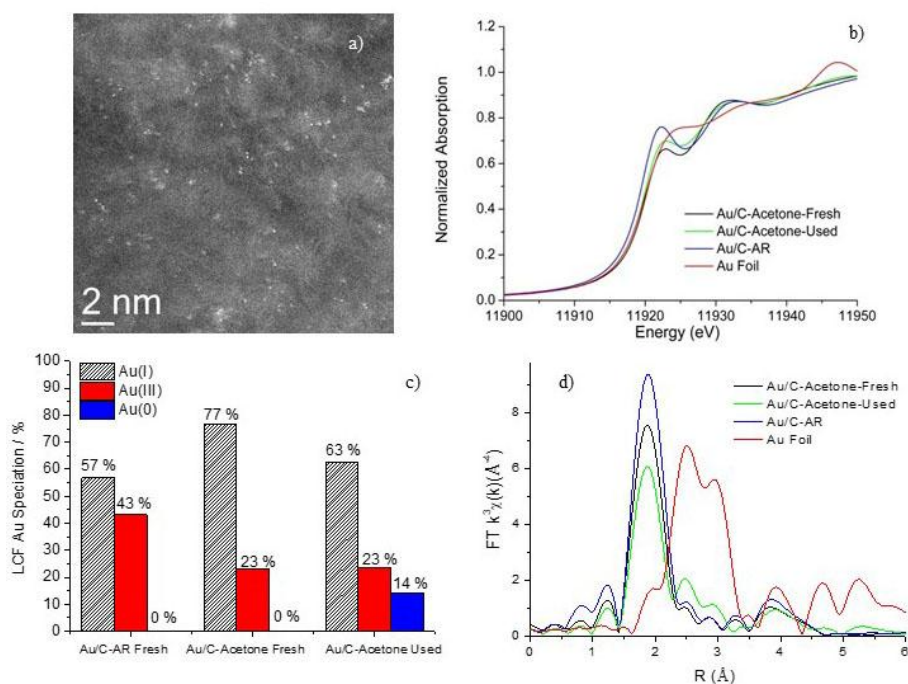 a)
2 nm
b)
Normalized Absorption
1.2
1.0
0.8
0.6
0.4
0.2
0.0
Au/C-Acetone-Fresh
Au/C-Acetone-Used
Au/C-AR
Au Foil
11900 11910 11920 11930 11940 11950
Energy (eV)
c)
LCF Au Speciation / %
100
90
80
70
60
50
40
30
20
10
0
Au(I)
Au(III)
Au(0)
57 %
43 %
0 %
77 %
23 %
0 %
63 %
23 %
14 %
Au/C-AR Fresh Au/C-Acetone Fresh Au/C-Acetone Used
d)
FT k³χ(k)(Å⁻⁴)
8
6
4
2
0
Au/C-Acetone-Fresh
Au/C-Acetone-Used
Au/C-AR
Au Foil
0 1 2 3 4 5 6
R (Å)